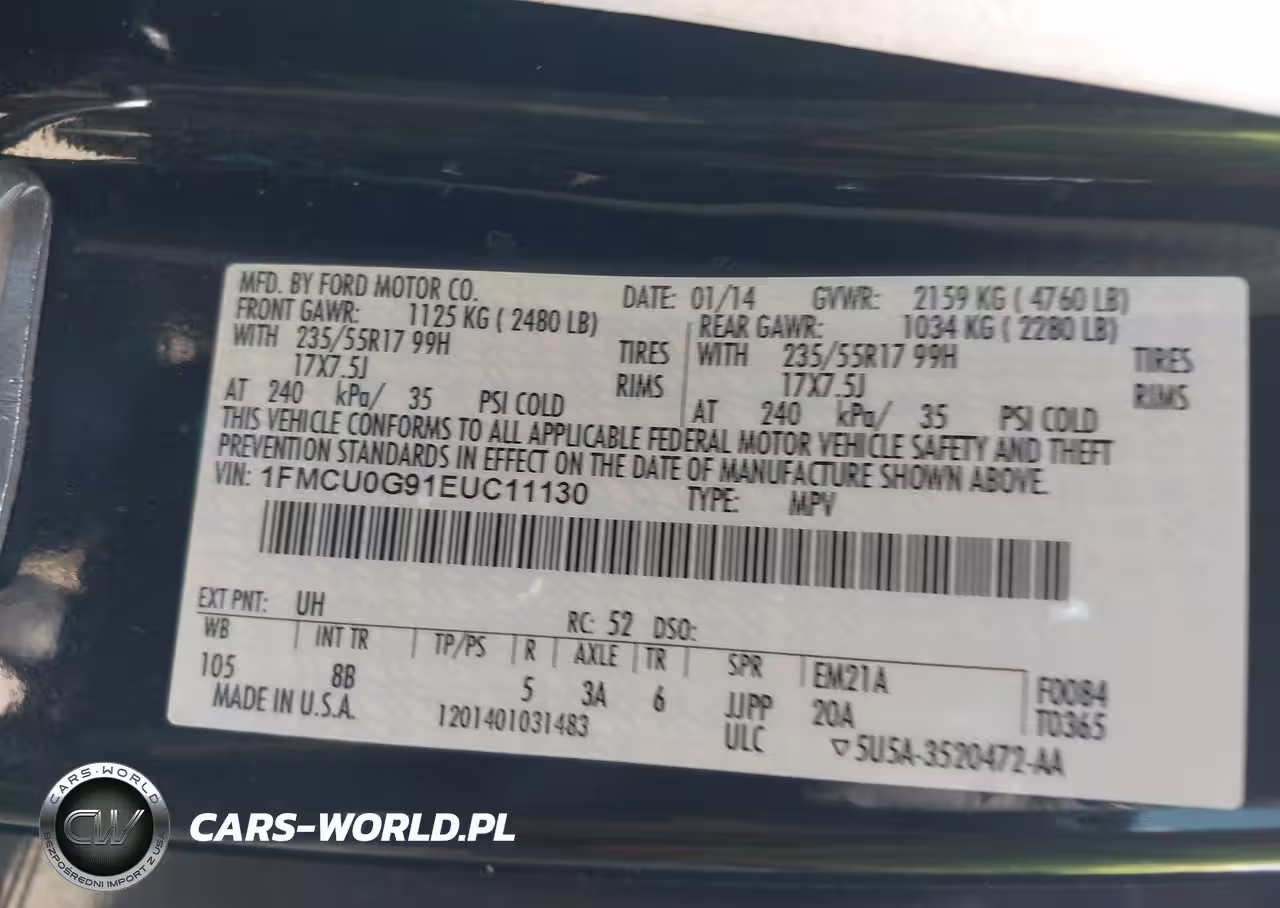 MFD. BY FORD MOTOR CO. DATE: 01/14 GVWR: 2159 KG ( 4760 LB)
FRONT GAWR: 1125 KG ( 2480 LB) REAR GAWR: 1034 KG ( 2280 LB)
WITH 235/55R17 99H TIRES WITH 235/55R17 99H TIRES
17X7.5J RIMS 17X7.5J RIMS
AT 240 kPa/ 35 PSI COLD AT 240 kPa/ 35 PSI COLD
THIS VEHICLE CONFORMS TO ALL APPLICABLE FEDERAL MOTOR VEHICLE SAFETY AND THEFT
PREVENTION STANDARDS IN EFFECT ON THE DATE OF MANUFACTURE SHOWN ABOVE.
VIN: 1FMCU0G91EUC11130 TYPE: MPV
EXT PNT: UH RC: 52 DSO:
WB INT TR TP/PS R AXLE TR SPR EM21A F0084
105 8B 5 3A 6 JJPP 20A T0365
MADE IN U.S.A. 1201401031483 ULC ▽5U5A-3520472-AA
CARS-WORLD
CW
BEZPOŚREDNI IMPORT Z USA
CARS-WORLD.PL